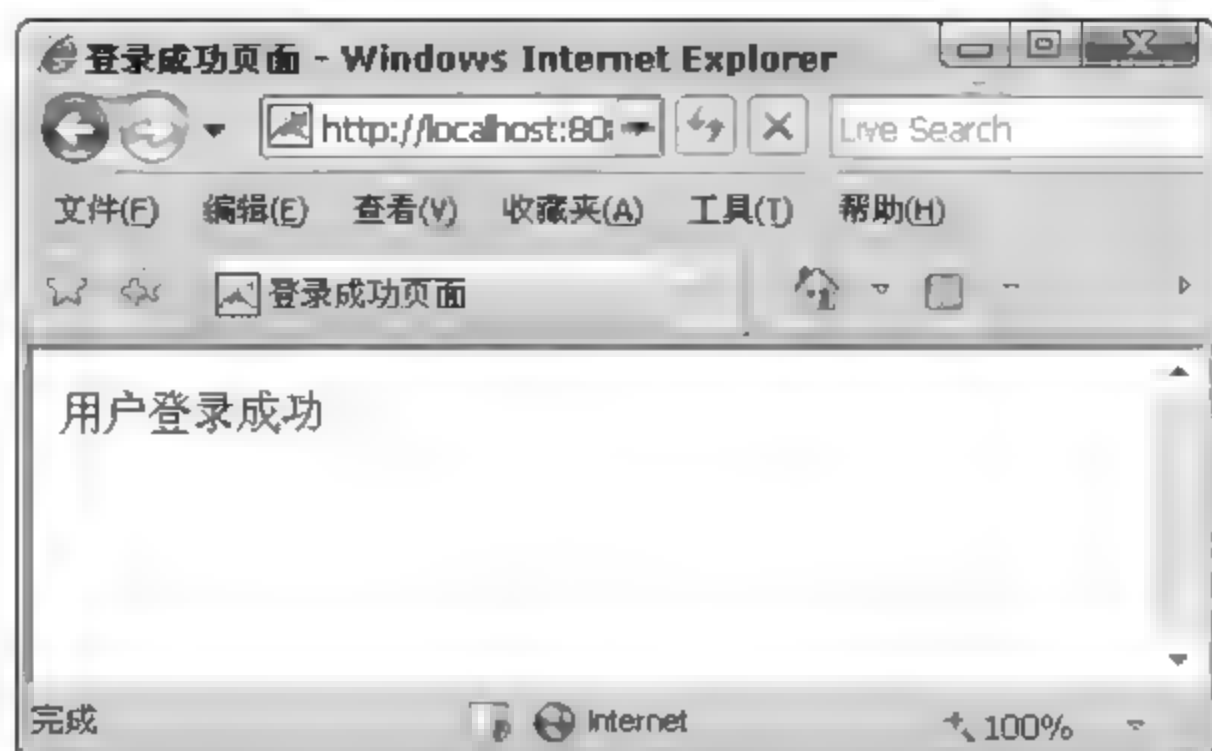 登录成功页面 - Windows Internet Explorer
http://localhost:80 Live Search
文件(F) 编辑(E) 查看(V) 收藏夹(A) 工具(T) 帮助(H)
登录成功页面
用户登录成功
完成 Internet 100%